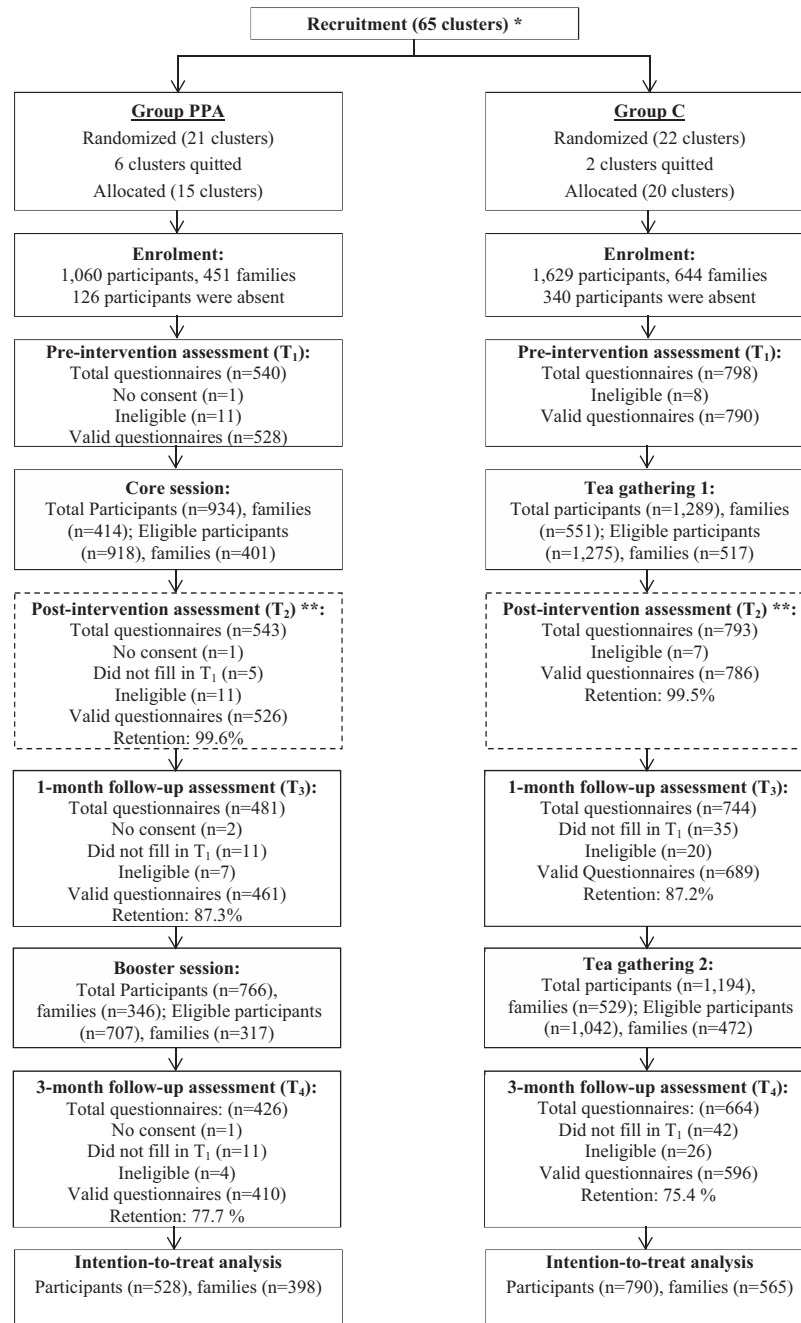 Recruitment (65 clusters) *
Group PPA
Randomized (21 clusters)
6 clusters quitted
Allocated (15 clusters)
Enrolment:
1,060 participants, 451 families
126 participants were absent
Pre-intervention assessment (T₁):
Total questionnaires (n=540)
No consent (n=1)
Ineligible (n=11)
Valid questionnaires (n=528)
Core session:
Total Participants (n=934), families
(n=414); Eligible participants
(n=918), families (n=401)
Post-intervention assessment (T₂) **:
Total questionnaires (n=543)
No consent (n=1)
Did not fill in T₁ (n=5)
Ineligible (n=11)
Valid questionnaires (n=526)
Retention: 99.6%
1-month follow-up assessment (T₃):
Total questionnaires (n=481)
No consent (n=2)
Did not fill in T₁ (n=11)
Ineligible (n=7)
Valid questionnaires (n=461)
Retention: 87.3%
Booster session:
Total Participants (n=766),
families (n=346); Eligible participants
(n=707), families (n=317)
3-month follow-up assessment (T₄):
Total questionnaires: (n=426)
No consent (n=1)
Did not fill in T₁ (n=11)
Ineligible (n=4)
Valid questionnaires (n=410)
Retention: 77.7 %
Intention-to-treat analysis
Participants (n=528), families (n=398)
Group C
Randomized (22 clusters)
2 clusters quitted
Allocated (20 clusters)
Enrolment:
1,629 participants, 644 families
340 participants were absent
Pre-intervention assessment (T₁):
Total questionnaires (n=798)
Ineligible (n=8)
Valid questionnaires (n=790)
Tea gathering 1:
Total participants (n=1,289), families
(n=551); Eligible participants
(n=1,275), families (n=517)
Post-intervention assessment (T₂) **:
Total questionnaires (n=793)
Ineligible (n=7)
Valid questionnaires (n=786)
Retention: 99.5%
1-month follow-up assessment (T₃):
Total questionnaires (n=744)
Did not fill in T₁ (n=35)
Ineligible (n=20)
Valid Questionnaires (n=689)
Retention: 87.2%
Tea gathering 2:
Total participants (n=1,194),
families (n=529); Eligible participants
(n=1,042), families (n=472)
3-month follow-up assessment (T₄):
Total questionnaires: (n=664)
Did not fill in T₁ (n=42)
Ineligible (n=26)
Valid questionnaires (n=596)
Retention: 75.4 %
Intention-to-treat analysis
Participants (n=790), families (n=565)